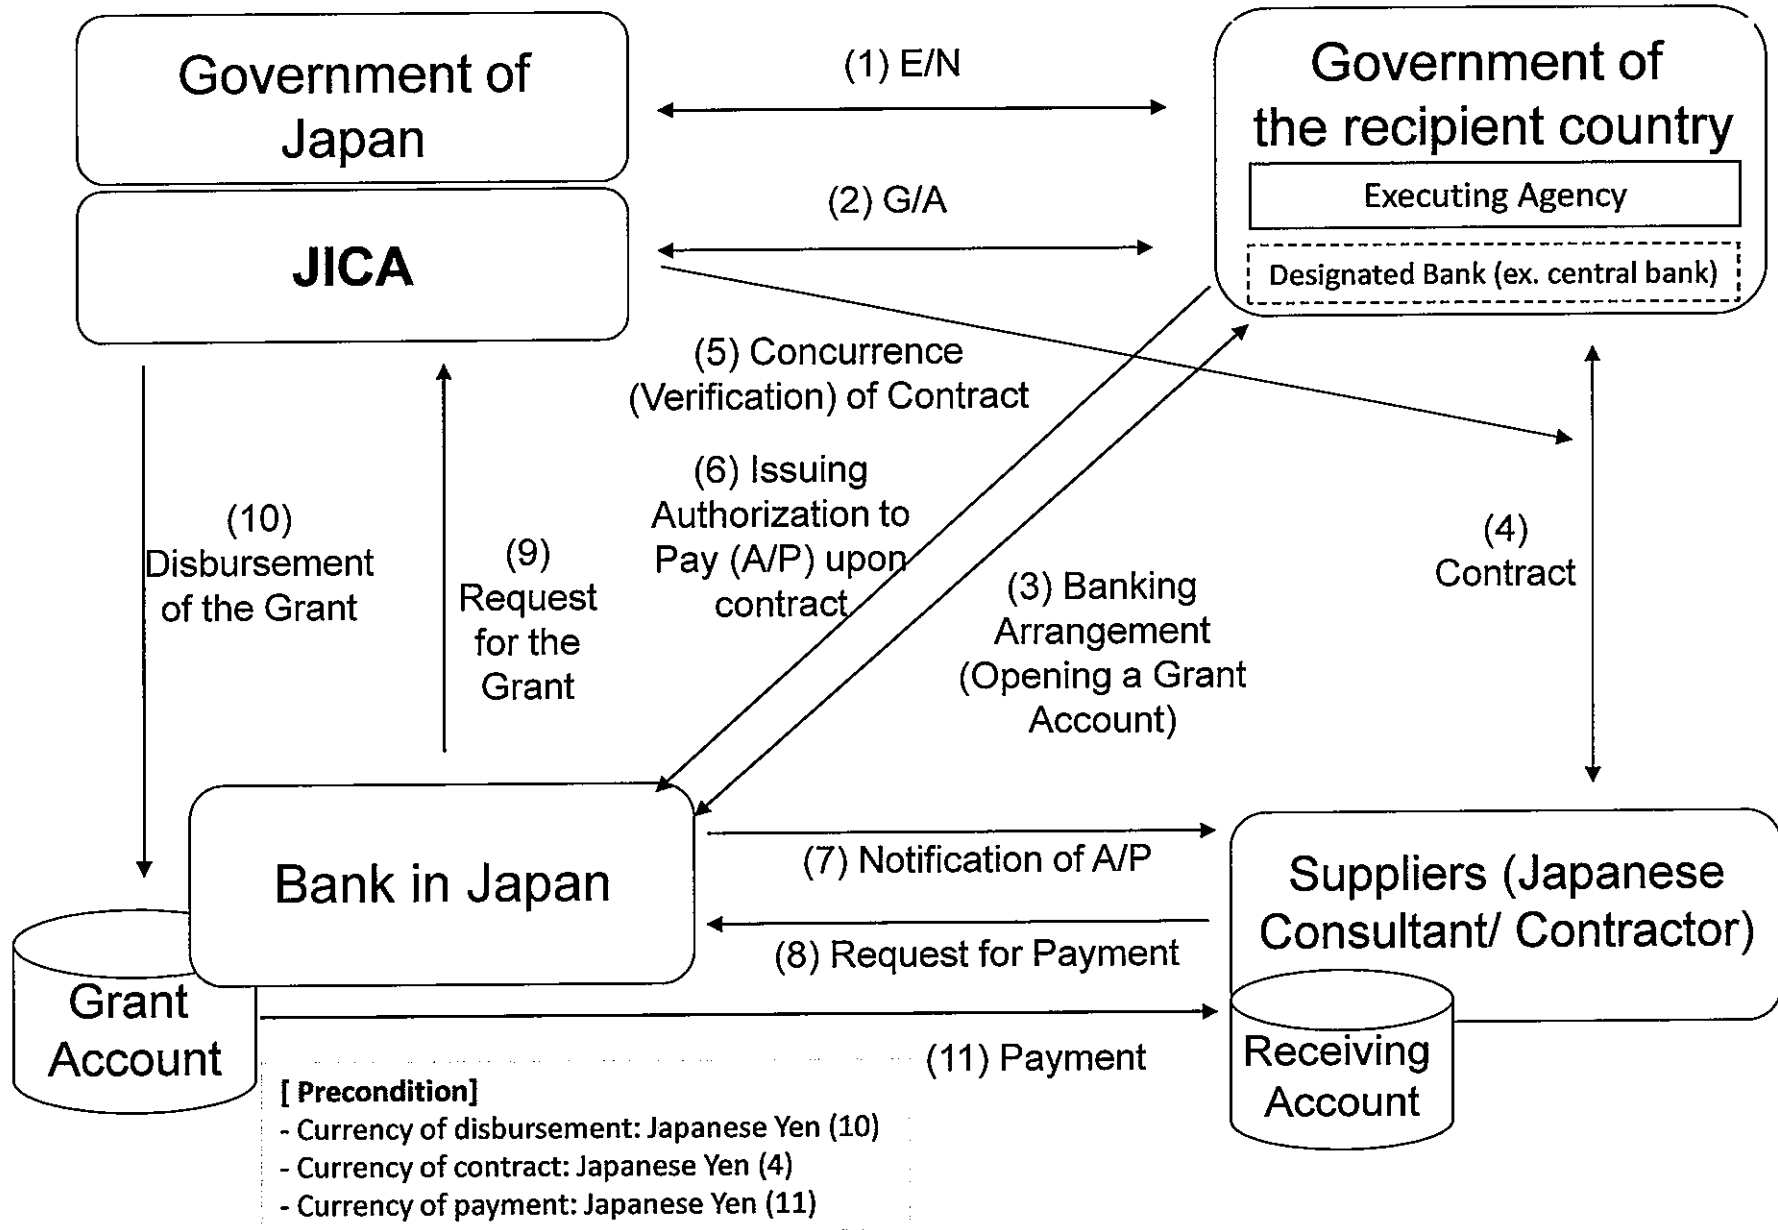 Government of
Japan
JICA
(1) E/N
(2) G/A
Government of
the recipient country
Executing Agency
Designated Bank (ex. central bank)
(5) Concurrence
(Verification) of Contract
(6) Issuing
Authorization to
Pay (A/P) upon
contract
(10)
Disbursement
of the Grant
(9)
Request
for the
Grant
(3) Banking
Arrangement
(Opening a Grant
Account)
(4)
Contract
Bank in Japan
(7) Notification of A/P
(8) Request for Payment
Suppliers (Japanese
Consultant/ Contractor)
Grant
Account
(11) Payment
Receiving
Account
[ Precondition]
- Currency of disbursement: Japanese Yen (10)
- Currency of contract: Japanese Yen (4)
- Currency of payment: Japanese Yen (11)